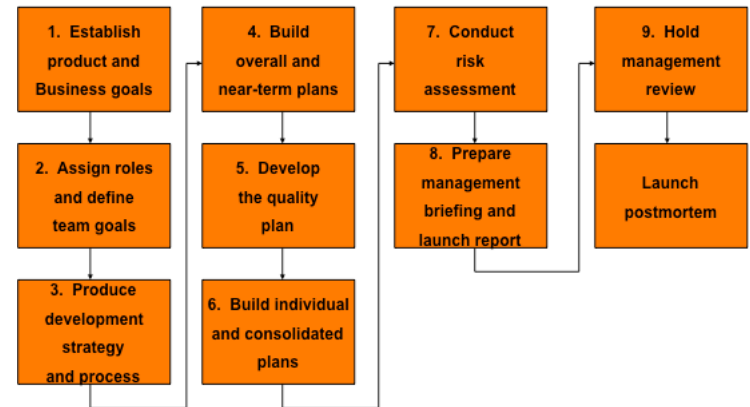 1. Establish
product and
Business goals
2. Assign roles
and define
team goals
3. Produce
development
strategy
and process
4. Build
overall and
near-term plans
5. Develop
the quality
plan
6. Build individual
and consolidated
plans
7. Conduct
risk
assessment
8. Prepare
management
briefing and
launch report
9. Hold
management
review
Launch
postmortem